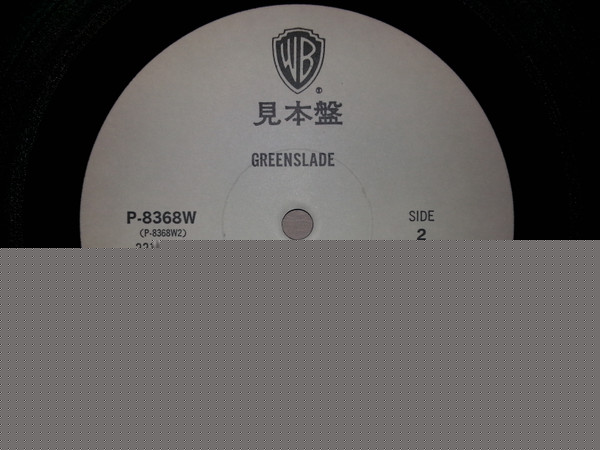 WB
®
見本盤
GREENSLADE
P-8368W
(P-8368W2)
SIDE
2